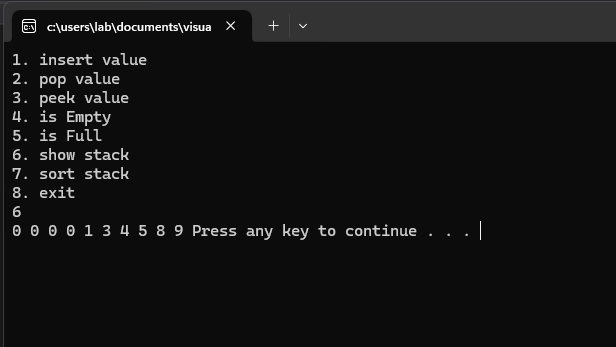 c:\users\lab\documents\visua
1. insert value
2. pop value
3. peek value
4. is Empty
5. is Full
6. show stack
7. sort stack
8. exit
6
0 0 0 0 1 3 4 5 8 9 Press any key to continue . . .